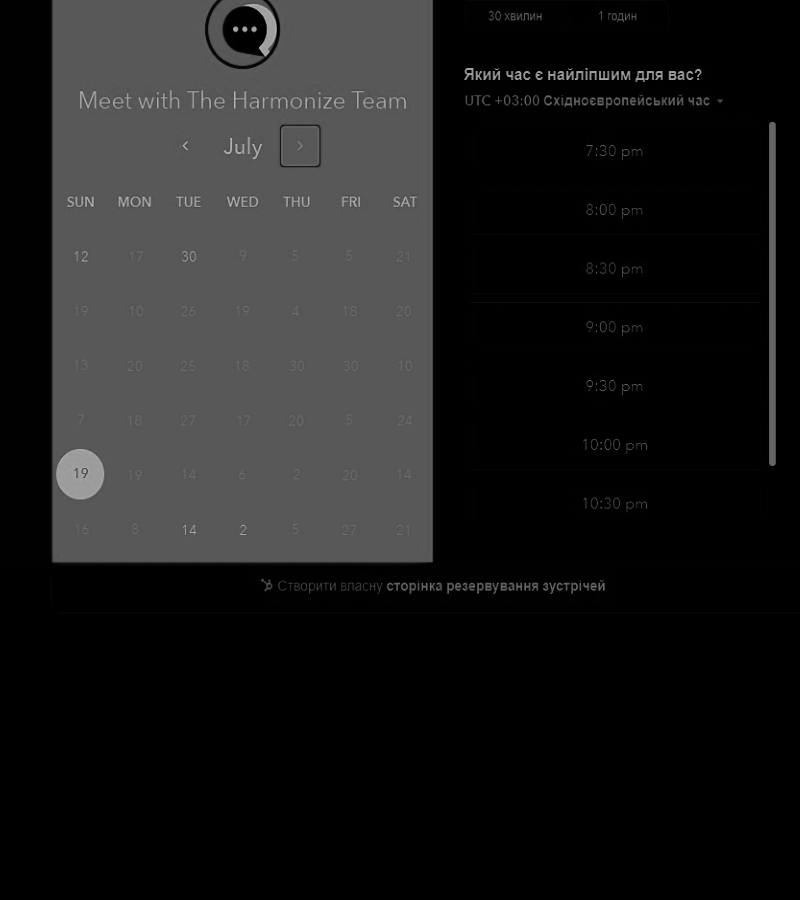 Meet with The Harmonize Team
July
SUN MON TUE WED THU FRI SAT
12 17 30 9 5 5 21
19 10 26 19 4 18 20
13 20 25 18 30 30 10
7 18 27 17 20 5 24
19 19 14 6 2 20 14
16 8 14 2 5 27 21
30 хвилин 1 годин
Який час є найліпшим для вас?
UTC +03:00 Східноєвропейський час
7:30 pm
8:00 pm
8:30 pm
9:00 pm
9:30 pm
10:00 pm
10:30 pm
Створити власну сторінка резервування зустрічей